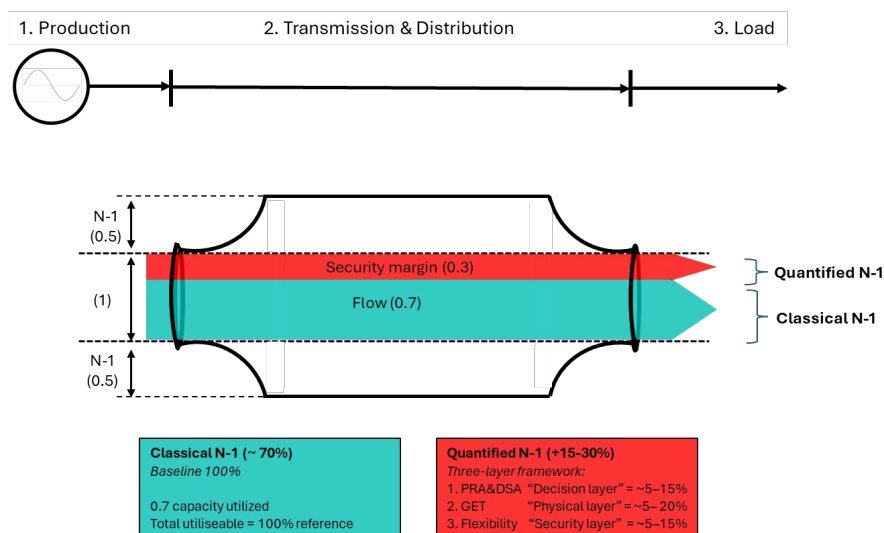 1. Production 2. Transmission & Distribution 3. Load
N-1
(0.5)
Security margin (0.3)
Quantified N-1
(1)
Flow (0.7)
Classical N-1
N-1
(0.5)
Classical N-1 (~ 70%)
Baseline 100%
0.7 capacity utilized
Total utiliseable = 100% reference
Quantified N-1 (+15-30%)
Three-layer framework:
1. PRA&DSA “Decision layer” = ~5–15%
2. GET “Physical layer” = ~5– 20%
3. Flexibility “Security layer” = ~5–15%